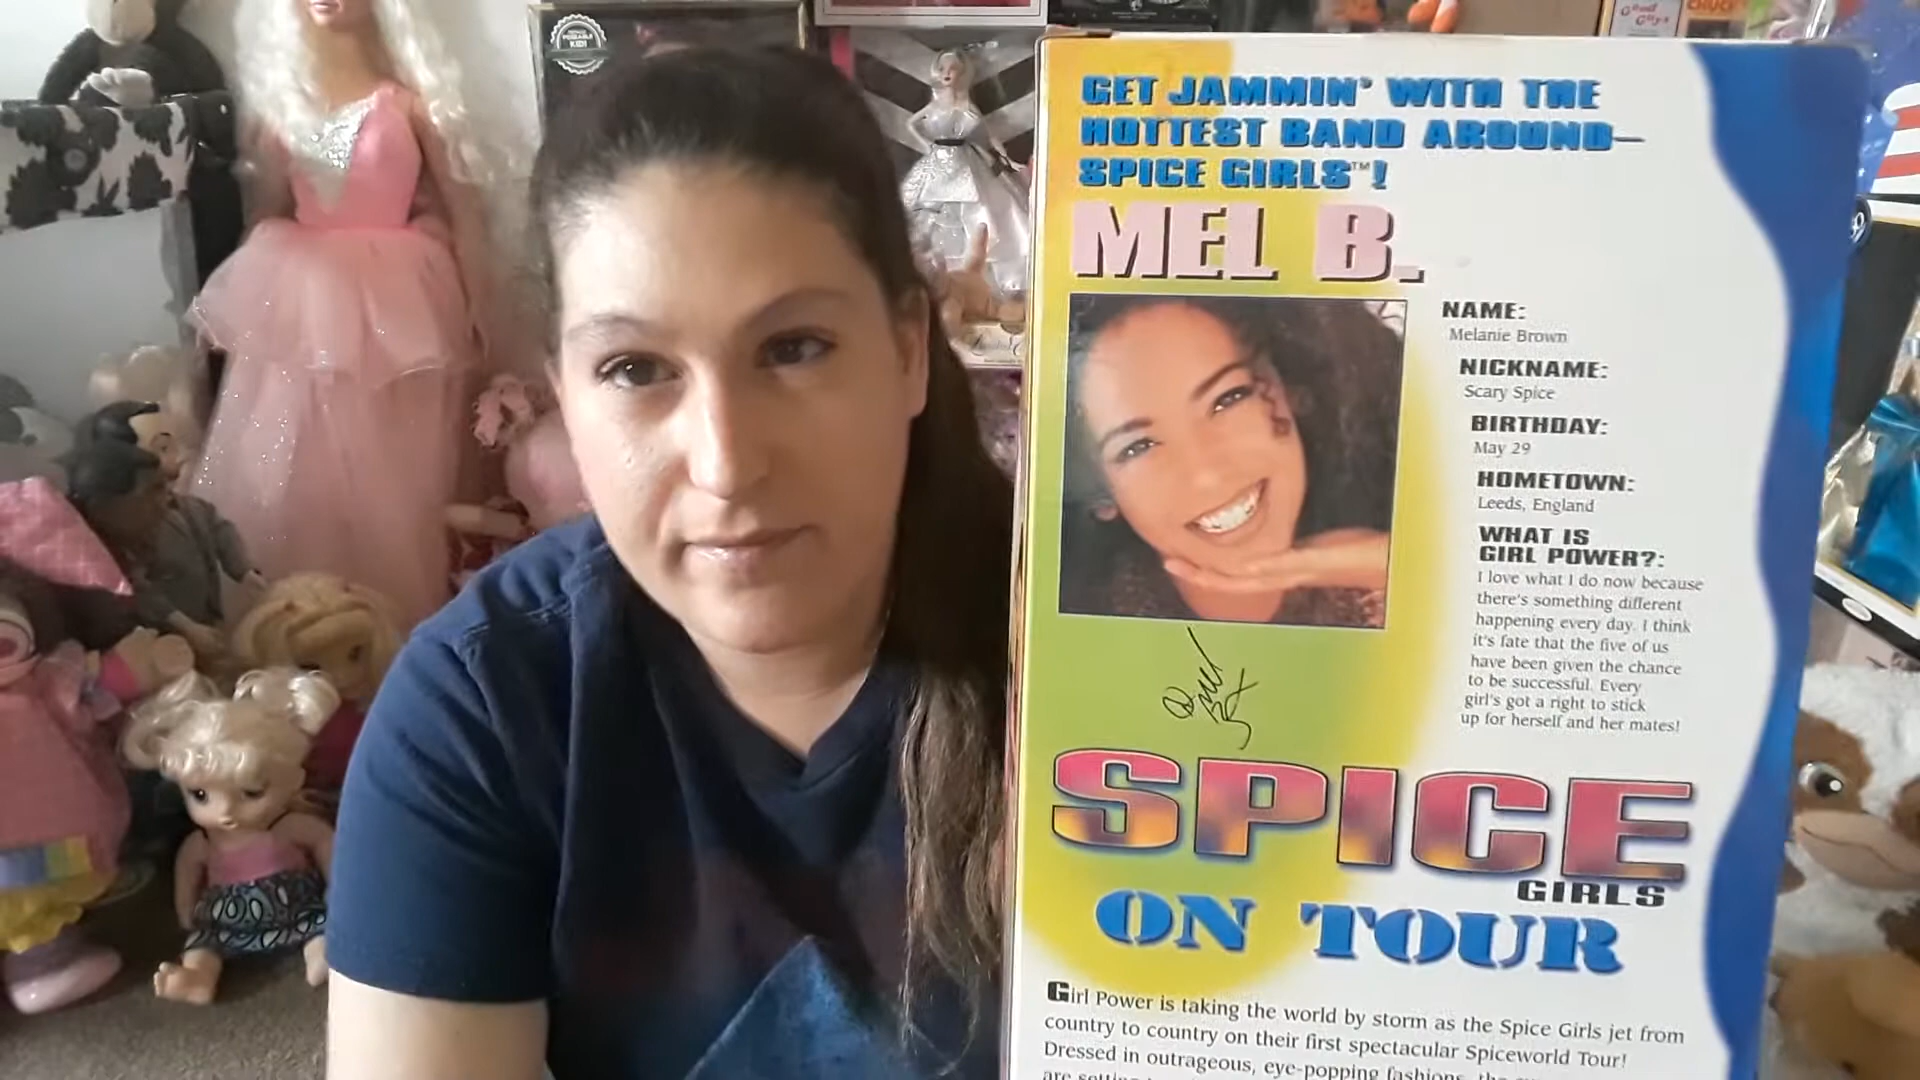 GET JAMMIN' WITH THE
HOTTEST BAND AROUND—
SPICE GIRLS™!
MEL B.
NAME:
Melanie Brown
NICKNAME:
Scary Spice
BIRTHDAY:
May 29
HOMETOWN:
Leeds, England
WHAT IS
GIRL POWER?:
I love what I do now because
there's something different
happening every day. I think
it's fate that the five of us
have been given the chance
to be successful. Every
girl's got a right to stick
up for herself and her mates!
SPICE
GIRLS
ON TOUR
Girl Power is taking the world by storm as the Spice Girls jet from
country to country on their first spectacular Spiceworld Tour!
Dressed in outrageous, eye-popping fashions,
Good
Guys